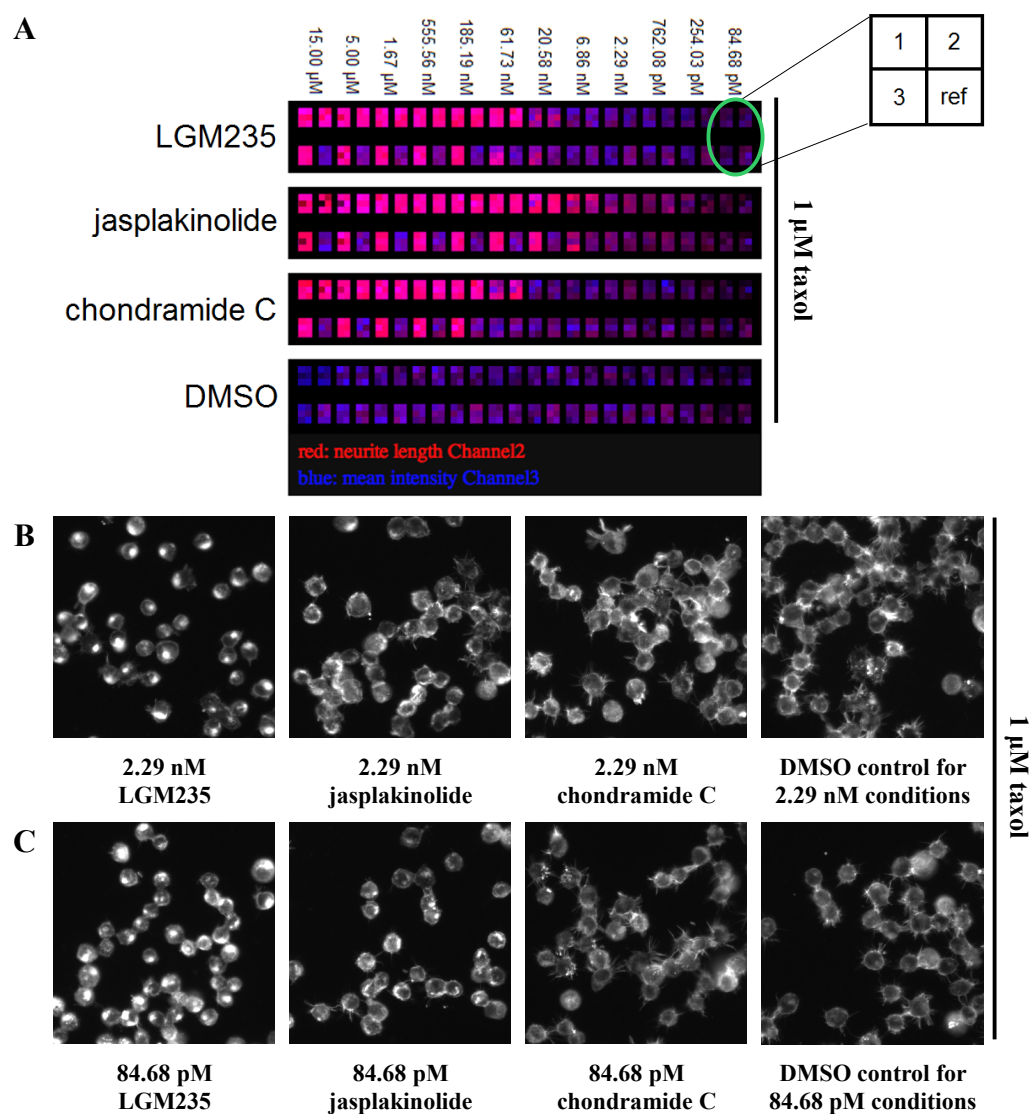 A
15.00 µM
5.00 µM
1.67 µM
555.56 nM
185.19 nM
61.73 nM
20.58 nM
6.86 nM
2.29 nM
762.08 pM
254.03 pM
84.68 pM
1 2
3 ref
LGM235
jasplakinolide
chondramide C
DMSO
1 µM taxol
red: neurite length Channel2
blue: mean intensity Channel3
B
2.29 nM
LGM235
2.29 nM
jasplakinolide
2.29 nM
chondramide C
DMSO control for
2.29 nM conditions
1 µM taxol
C
84.68 pM
LGM235
84.68 pM
jasplakinolide
84.68 pM
chondramide C
DMSO control for
84.68 pM conditions